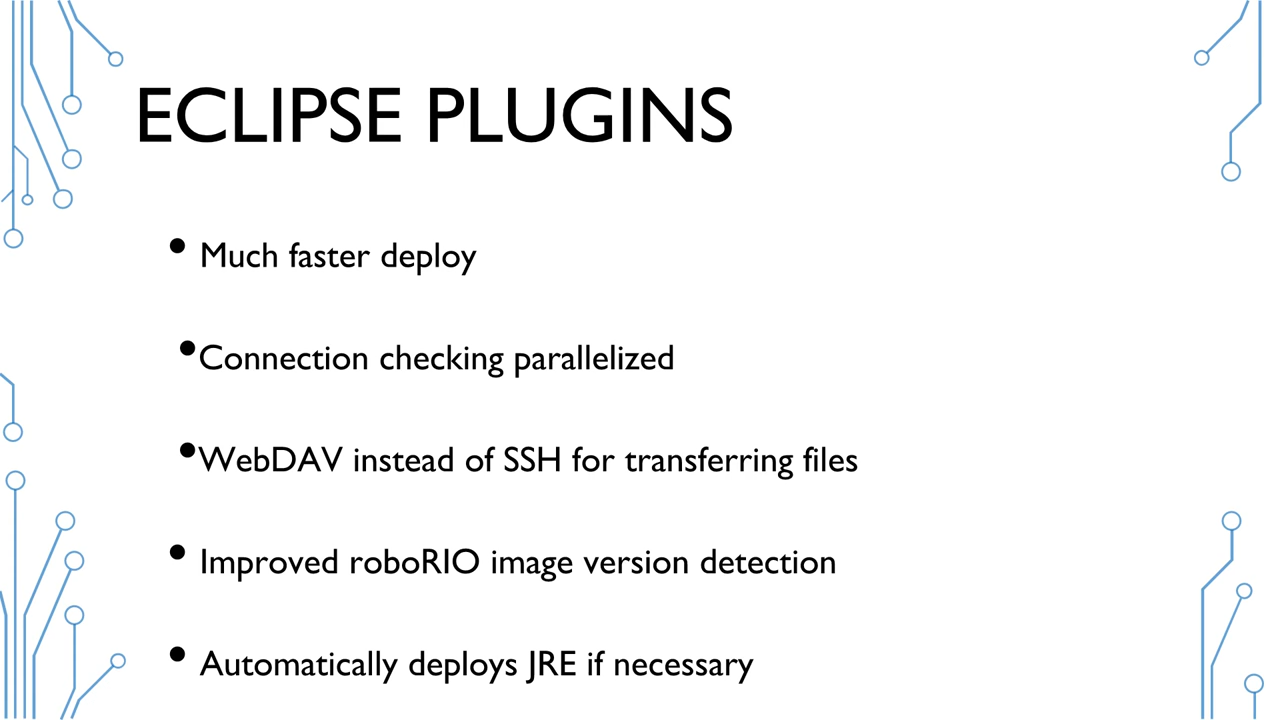 ECLIPSE PLUGINS
• Much faster deploy
•Connection checking parallelized
•WebDAV instead of SSH for transferring files
• Improved roboRIO image version detection
• Automatically deploys JRE if necessary